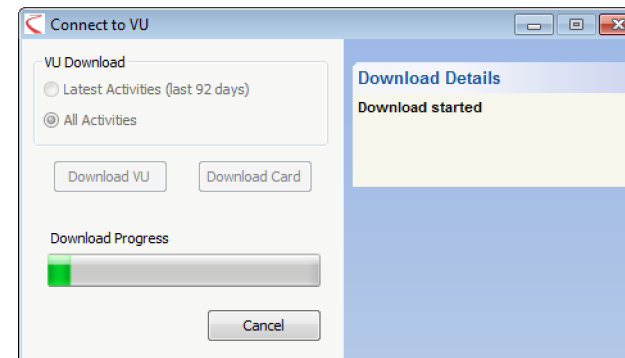 Connect to VU
VU Download
Latest Activities (last 92 days)
All Activities
Download VU
Download Card
Download Progress
Cancel
Download Details
Download started